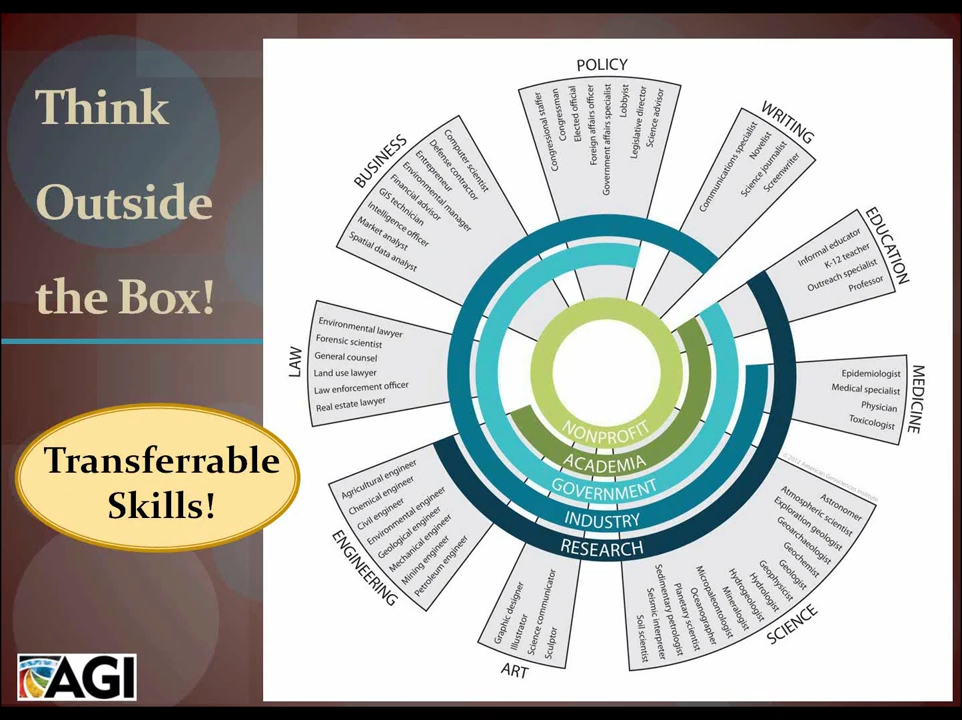 Think
Outside
the Box!
Transferrable
Skills!
AGI
POLICY
Congressional staffer
Congressman
Elected official
Foreign affairs officer
Government affairs specialist
Lobbyist
Legislative director
Science advisor
WRITING
Communications specialist
Novelist
Science journalist
Screenwriter
EDUCATION
Informal educator
K-12 teacher
Outreach specialist
Professor
MEDICINE
Epidemiologist
Medical specialist
Physician
Toxicologist
© 2012 American Geosciences Institute
SCIENCE
Astronomer
Atmospheric scientist
Exploration geologist
Geoarchaeologist
Geochemist
Geologist
Geophysicist
Hydrologist
Hydrogeologist
Mineralogist
Micropaleontologist
Oceanographer
Planetary scientist
Sedimentary petrologist
Seismic interpreter
Soil scientist
ART
Graphic designer
Illustrator
Science communicator
Sculptor
ENGINEERING
Agricultural engineer
Chemical engineer
Civil engineer
Environmental engineer
Geological engineer
Mechanical engineer
Mining engineer
Petroleum engineer
LAW
Environmental lawyer
Forensic scientist
General counsel
Land use lawyer
Law enforcement officer
Real estate lawyer
BUSINESS
Computer scientist
Defense contractor
Entrepreneur
Environmental manager
Financial advisor
GIS technician
Intelligence officer
Market analyst
Spatial data analyst
NONPROFIT
ACADEMIA
GOVERNMENT
INDUSTRY
RESEARCH